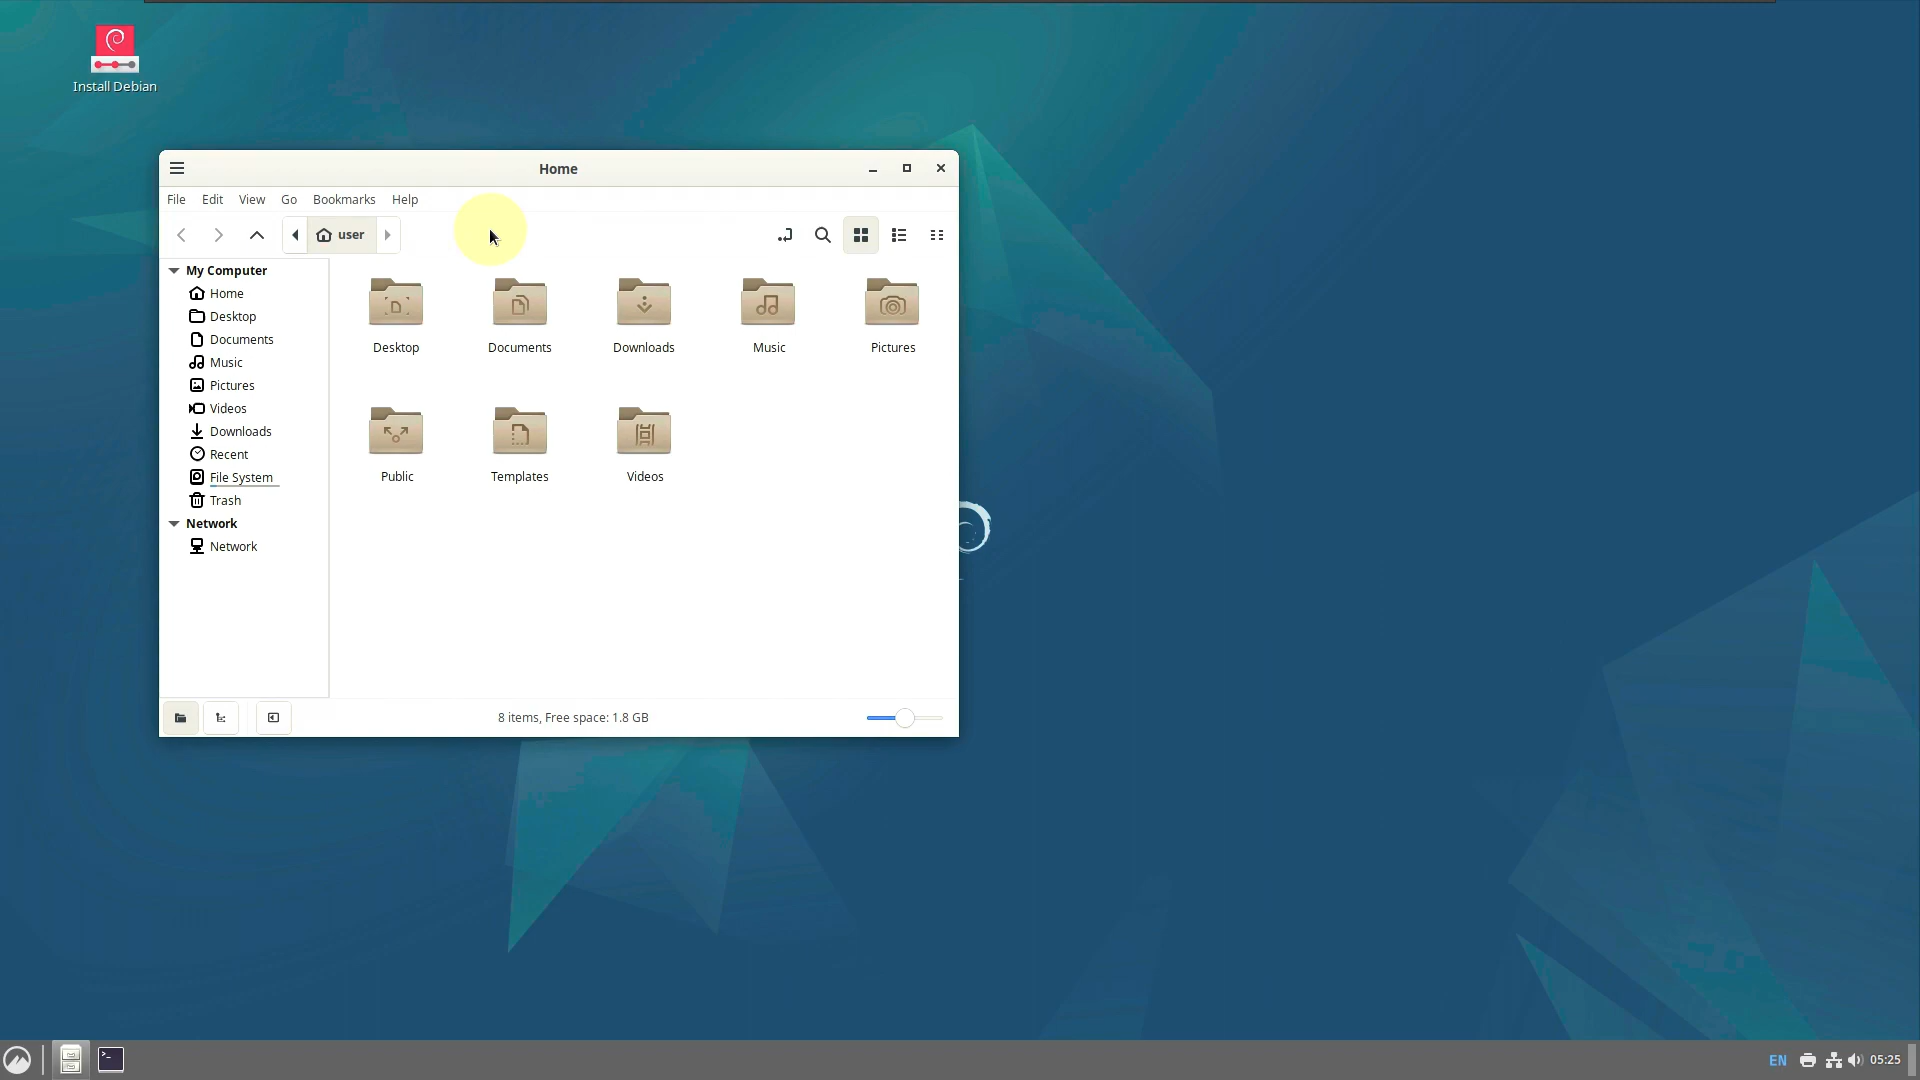 Install Debian
Home
File Edit View Go Bookmarks Help
user
My Computer
Home
Desktop
Documents
Music
Pictures
Videos
Downloads
Recent
File System
Trash
Network
Network
Desktop Documents Downloads Music Pictures
Public Templates Videos
8 items, Free space: 1.8 GB
EN 05:25